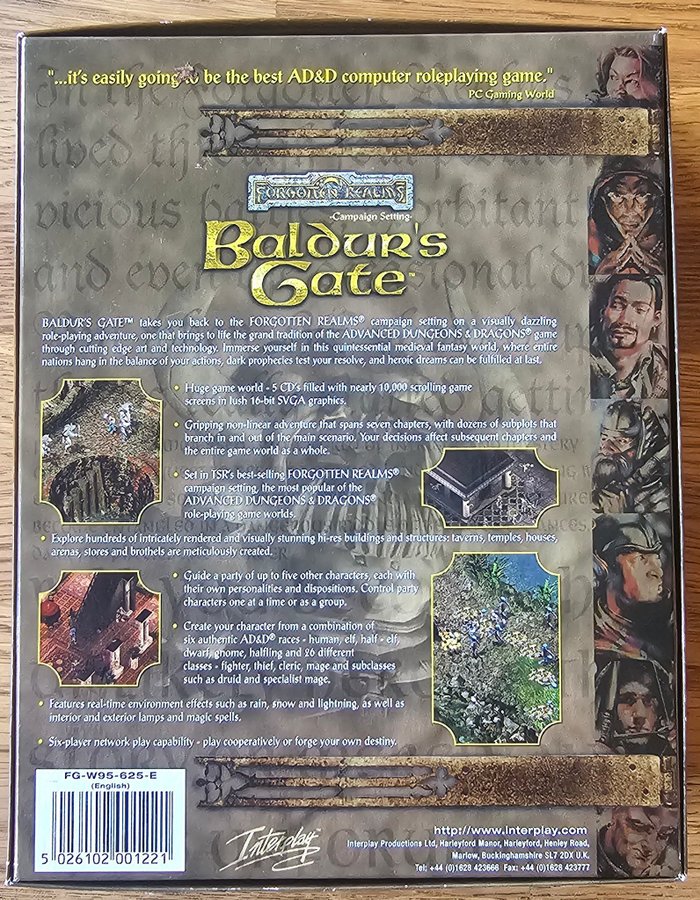 "...it's easily going to be the best AD&D computer roleplaying game."
PC Gaming World
FORGOTTEN REALMS
-Campaign Setting-
Baldur's
Gate™
BALDUR'S GATE™ takes you back to the FORGOTTEN REALMS® campaign setting on a visually dazzling
role-playing adventure, one that brings to life the grand tradition of the ADVANCED DUNGEONS & DRAGONS® game
through cutting edge art and technology. Immerse yourself in this quintessential medieval fantasy world, where entire
nations hang in the balance of your actions, dark prophecies test your resolve, and heroic dreams can be fulfilled at last.
• Huge game world - 5 CD's filled with nearly 10,000 scrolling game
screens in lush 16-bit SVGA graphics.
• Gripping non-linear adventure that spans seven chapters, with dozens of subplots that
branch in and out of the main scenario. Your decisions affect subsequent chapters and
the entire game world as a whole.
• Set in TSR's best-selling FORGOTTEN REALMS®
campaign setting, the most popular of the
ADVANCED DUNGEONS & DRAGONS®
role-playing game worlds.
• Explore hundreds of intricately rendered and visually stunning hi-res buildings and structures: taverns, temples, houses,
arenas, stores and brothels are meticulously created.
• Guide a party of up to five other characters, each with
their own personalities and dispositions. Control party
characters one at a time or as a group.
• Create your character from a combination of
six authentic AD&D® races - human, elf, half - elf,
dwarf, gnome, halfling and 26 different
classes - fighter, thief, cleric, mage and subclasses
such as druid and specialist mage.
• Features real-time environment effects such as rain, snow and lightning, as well as
interior and exterior lamps and magic spells.
• Six-player network play capability - play cooperatively or forge your own destiny.
FG-W95-625-E
(English)
5 026102 001221
Interplay
http://www.interplay.com
Interplay Productions Ltd, Harleyford Manor, Harleyford, Henley Road,
Marlow, Buckinghamshire SL7 2DX U.K.
Tel: +44 (0)1628 423666 Fax: +44 (0)1628 423777